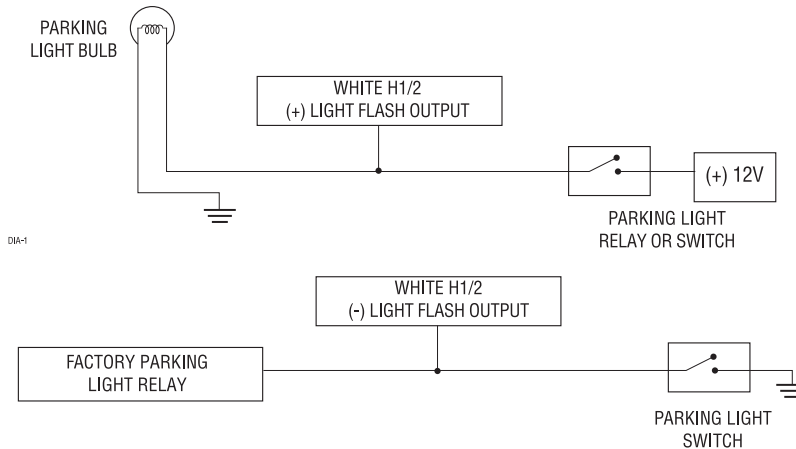 PARKING
LIGHT BULB
WHITE H1/2
(+) LIGHT FLASH OUTPUT
(+) 12V
PARKING LIGHT
RELAY OR SWITCH
DIA-1
WHITE H1/2
(-) LIGHT FLASH OUTPUT
FACTORY PARKING
LIGHT RELAY
PARKING LIGHT
SWITCH